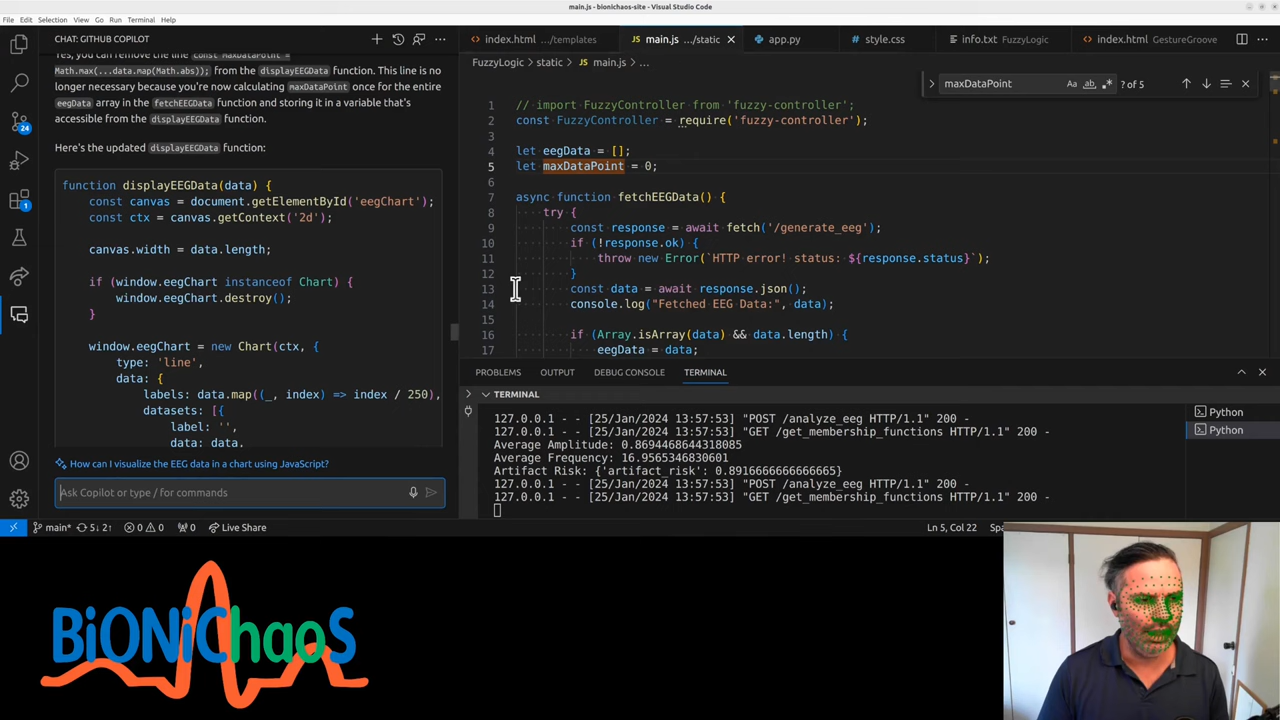 main.js - bionichaos-site - Visual Studio Code
File Edit Selection View Go Run Terminal Help
CHAT: GITHUB COPILOT
index.html .../templates
main.js .../static
app.py
style.css
info.txt FuzzyLogic
index.html GestureGroove
FuzzyLogic > static > main.js > ...
maxDataPoint
Aa ab .*
? of 5
Yes, you can remove the line const maxDataPoint =
Math.max(...data.map(Math.abs)); from the displayEEGData function. This line is no
longer necessary because you're now calculating maxDataPoint once for the entire
eegData array in the fetchEEGData function and storing it in a variable that's
accessible from the displayEEGData function.
Here's the updated displayEEGData function:
function displayEEGData(data) {
const canvas = document.getElementById('eegChart');
const ctx = canvas.getContext('2d');
canvas.width = data.length;
if (window.eegChart instanceof Chart) {
window.eegChart.destroy();
}
window.eegChart = new Chart(ctx, {
type: 'line',
data: {
labels: data.map((_, index) => index / 250),
datasets: [{
label: '',
data: data,
How can I visualize the EEG data in a chart using JavaScript?
Ask Copilot or type / for commands
24
1
1 // import FuzzyController from 'fuzzy-controller';
2 const FuzzyController = require('fuzzy-controller');
3
4 let eegData = [];
5 let maxDataPoint = 0;
6
7 async function fetchEEGData() {
8 try {
9 const response = await fetch('/generate_eeg');
10 if (!response.ok) {
11 throw new Error(`HTTP error! status: ${response.status}`);
12 }
13 const data = await response.json();
14 console.log("Fetched EEG Data:", data);
15
16 if (Array.isArray(data) && data.length) {
17 eegData = data;
PROBLEMS OUTPUT DEBUG CONSOLE TERMINAL
TERMINAL
127.0.0.1 - - [25/Jan/2024 13:57:53] "POST /analyze_eeg HTTP/1.1" 200 -
127.0.0.1 - - [25/Jan/2024 13:57:53] "GET /get_membership_functions HTTP/1.1" 200 -
Average Amplitude: 0.8694468644318085
Average Frequency: 16.9565346930601
Artifact Risk: {'artifact_risk': 0.8916666666666665}
127.0.0.1 - - [25/Jan/2024 13:57:53] "POST /analyze_eeg HTTP/1.1" 200 -
127.0.0.1 - - [25/Jan/2024 13:57:53] "GET /get_membership_functions HTTP/1.1" 200 -
Python
Python
main* 5↓ 2↑ 0 0 0 Live Share
Ln 5, Col 22
BiONiChaoS